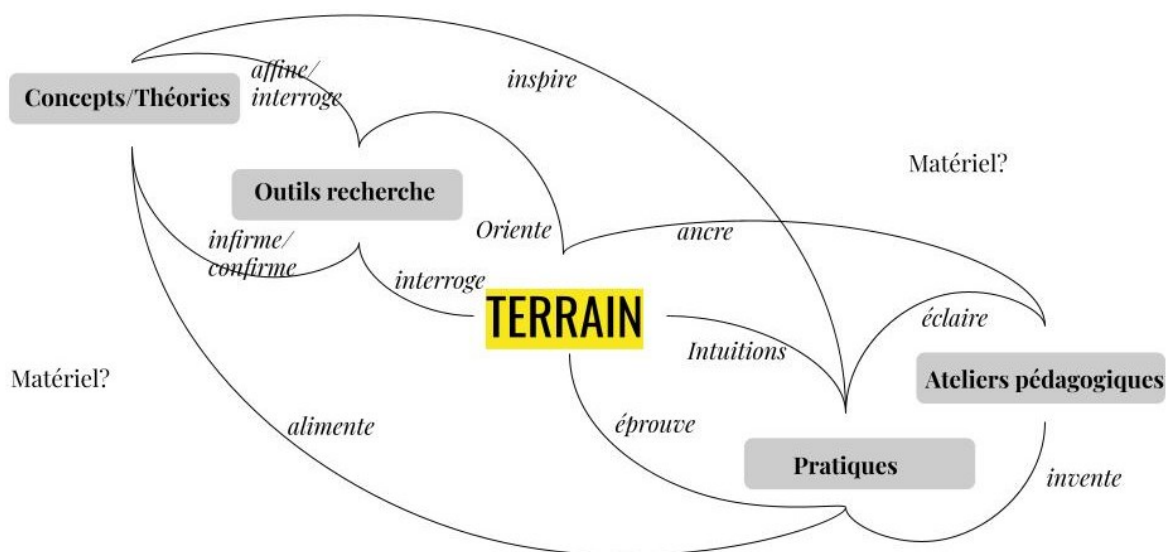 affine/
interroge
inspire
Concepts/Théories
Matériel?
Outils recherche
Oriente
ancre
infirme/
confirme
interroge
TERRAIN
éclaire
Intuitions
Matériel?
Ateliers pédagogiques
alimente
éprouve
Pratiques
invente